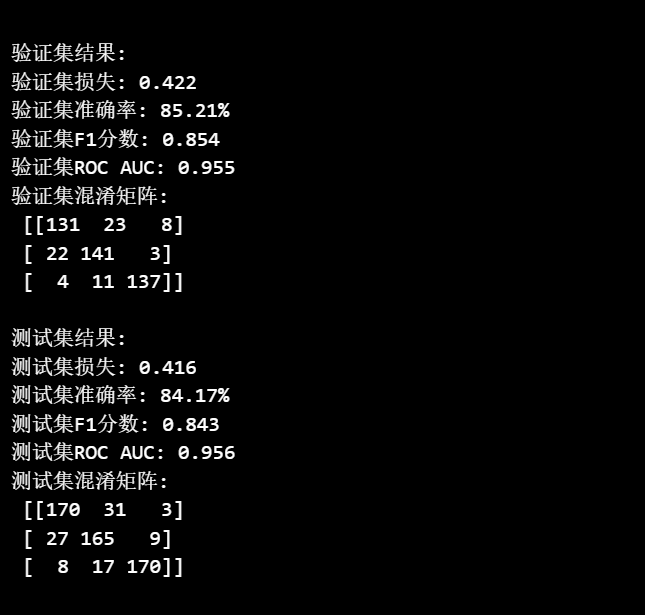 验证集结果:
验证集损失: 0.422
验证集准确率: 85.21%
验证集F1分数: 0.854
验证集ROC AUC: 0.955
验证集混淆矩阵:
[[131  23   8]
[ 22 141   3]
[  4  11 137]]
测试集结果:
测试集损失: 0.416
测试集准确率: 84.17%
测试集F1分数: 0.843
测试集ROC AUC: 0.956
测试集混淆矩阵:
[[170  31   3]
[ 27 165   9]
[  8  17 170]]